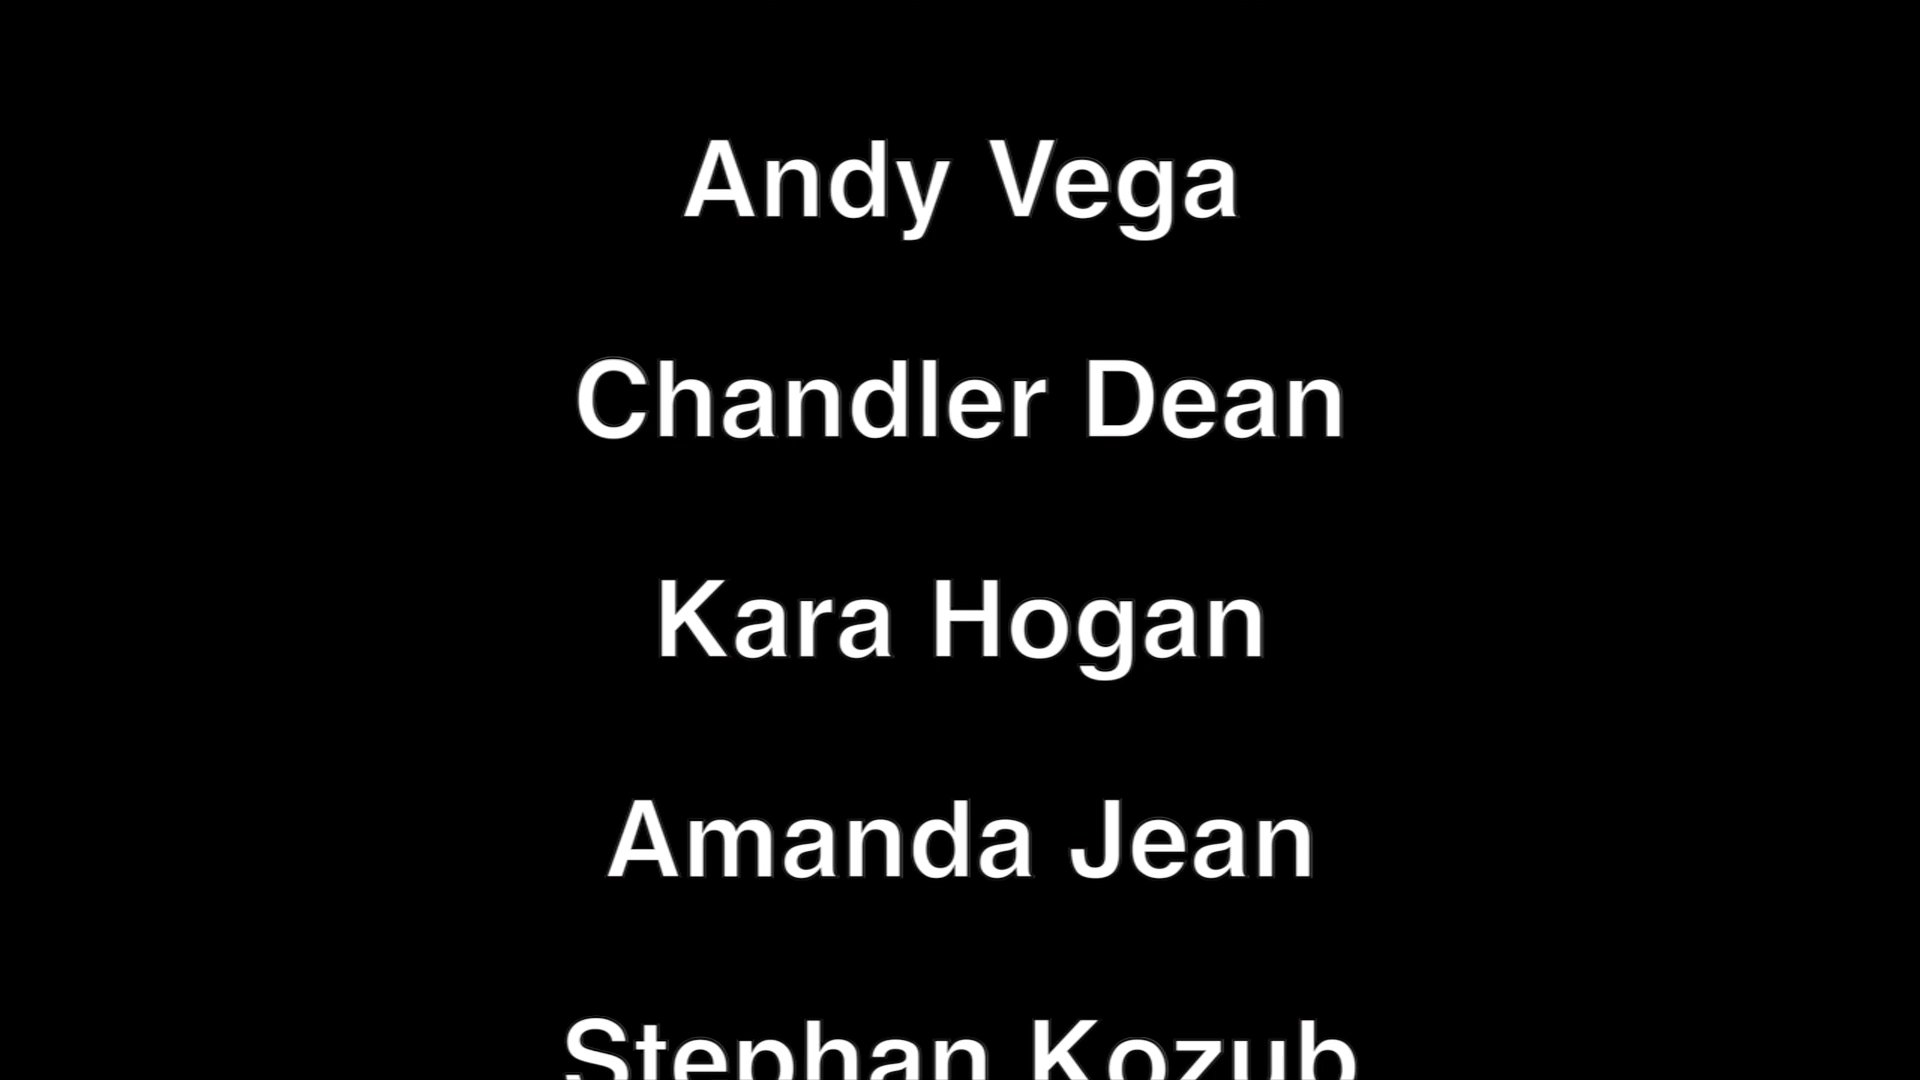 Andy Vega
Chandler Dean
Kara Hogan
Amanda Jean
Stephan Kozub